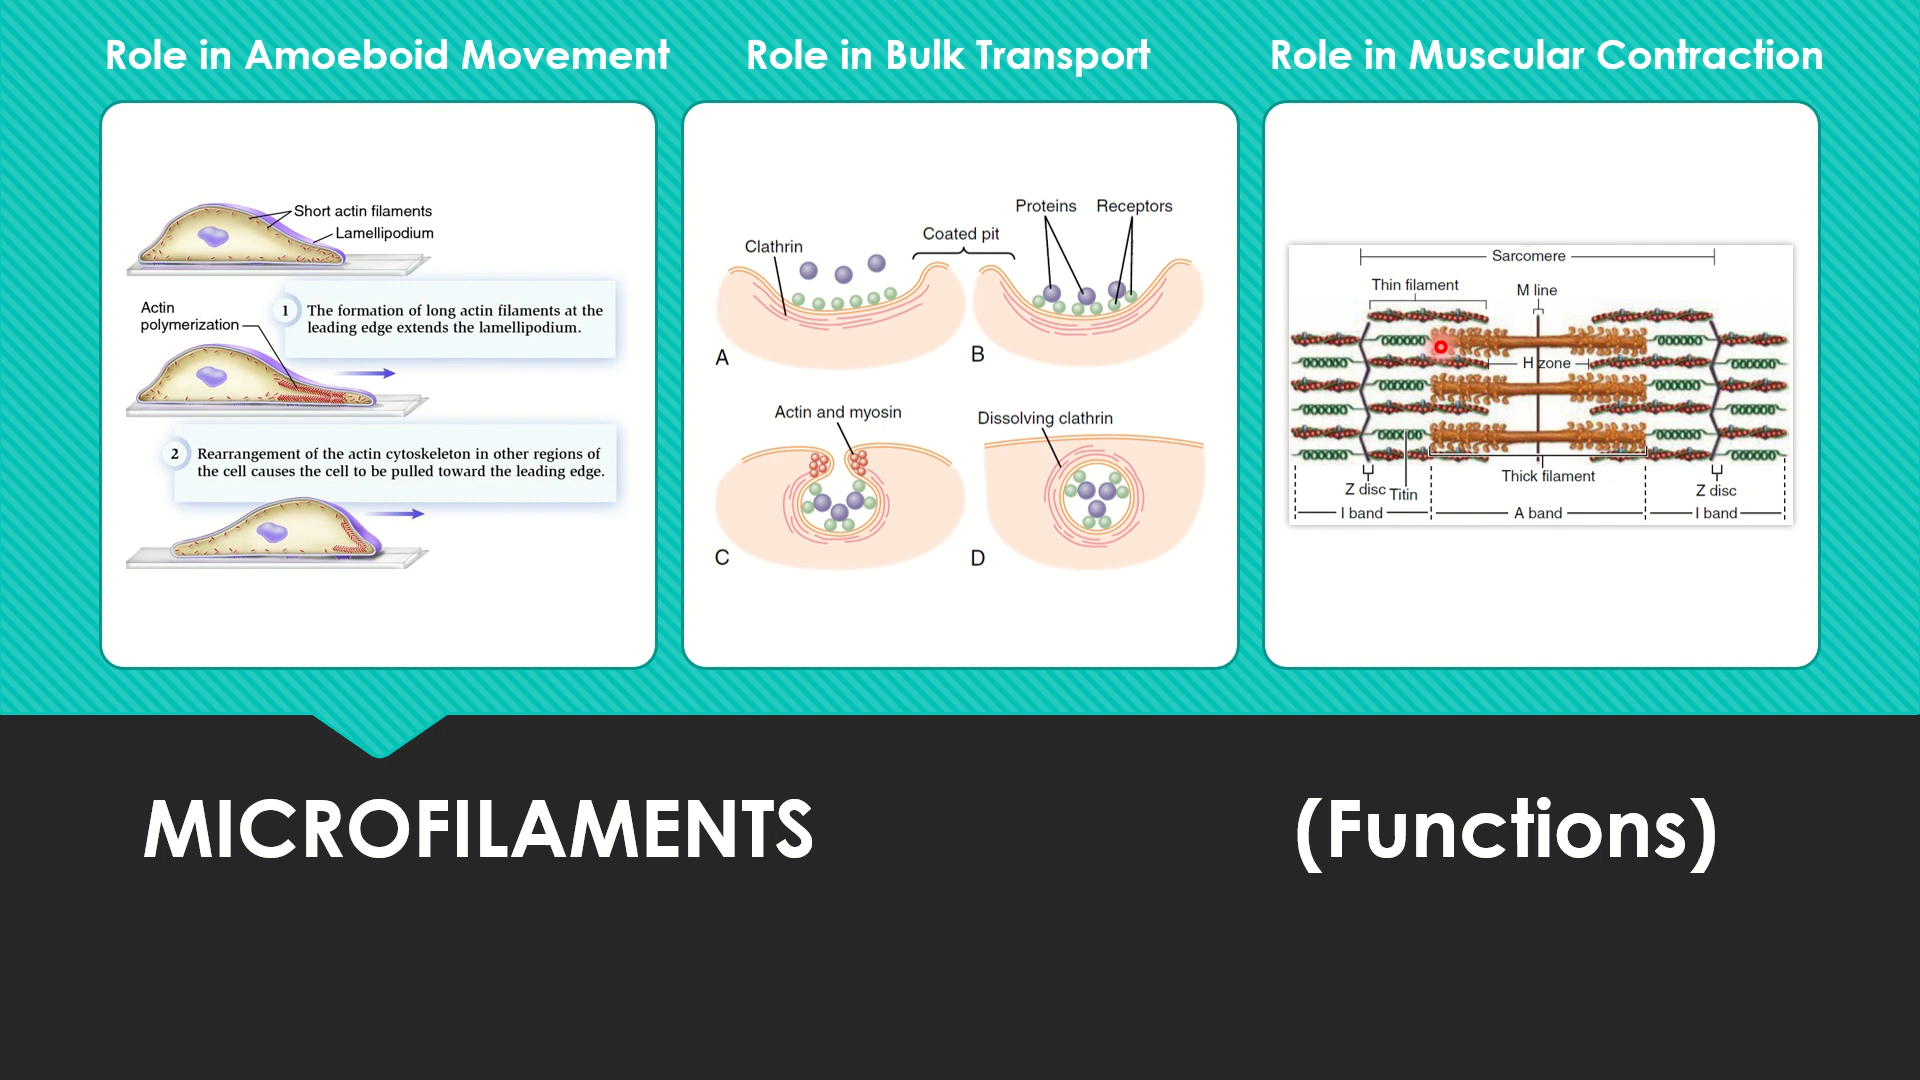 Role in Amoeboid Movement
Short actin filaments
Lamellipodium
1 The formation of long actin filaments at the
leading edge extends the lamellipodium.
Actin
polymerization
2 Rearrangement of the actin cytoskeleton in other regions of
the cell causes the cell to be pulled toward the leading edge.
Role in Bulk Transport
Clathrin
Coated pit
Proteins
Receptors
A
B
Actin and myosin
Dissolving clathrin
C
D
Role in Muscular Contraction
Sarcomere
Thin filament
M line
H zone
Thick filament
Z disc
Titin
Z disc
I band
A band
I band
MICROFILAMENTS
(Functions)